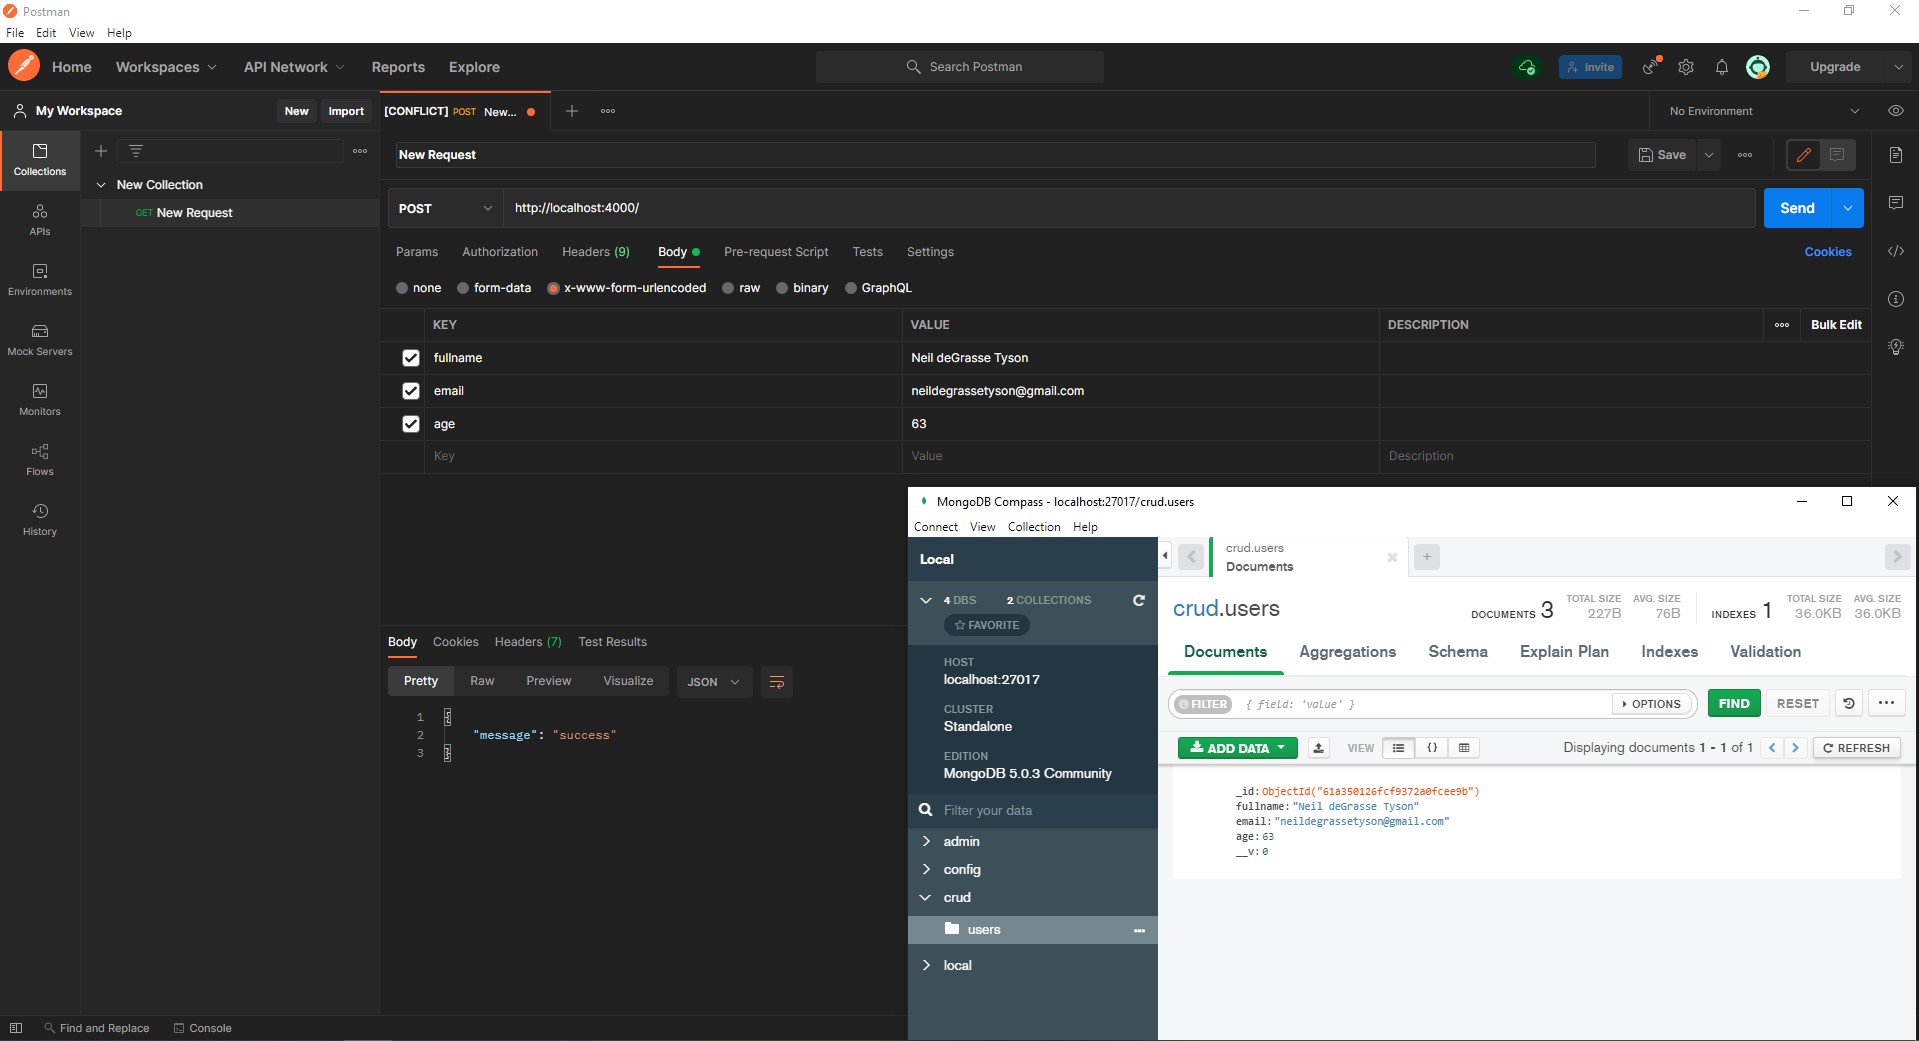 Postman
File Edit View Help
Home Workspaces API Network Reports Explore
Search Postman
Invite
Upgrade
My Workspace
New Import
[CONFLICT] POST New...
No Environment
Collections
APIs
Environments
Mock Servers
Monitors
Flows
History
New Collection
GET New Request
New Request
Save
POST http://localhost:4000/
Send
Params Authorization Headers (9) Body Pre-request Script Tests Settings
Cookies
none form-data x-www-form-urlencoded raw binary GraphQL
KEY VALUE DESCRIPTION Bulk Edit
fullname Neil deGrasse Tyson
email neildegrassetyson@gmail.com
age 63
Key Value Description
Body Cookies Headers (7) Test Results
Pretty Raw Preview Visualize JSON
1 {
2 "message": "success"
3 }
Find and Replace Console
MongoDB Compass - localhost:27017/crud.users
Connect View Collection Help
Local
4 DBS 2 COLLECTIONS
FAVORITE
HOST
localhost:27017
CLUSTER
Standalone
EDITION
MongoDB 5.0.3 Community
Filter your data
admin
config
crud
users
local
crud.users
Documents
crud.users
DOCUMENTS 3 TOTAL SIZE 227B AVG. SIZE 76B INDEXES 1 TOTAL SIZE 36.0KB AVG. SIZE 36.0KB
Documents Aggregations Schema Explain Plan Indexes Validation
FILTER { field: 'value' } OPTIONS FIND RESET
ADD DATA VIEW {} Displaying documents 1 - 1 of 1 REFRESH
_id: ObjectId("61a350126fcf9372a0fcee9b")
fullname: "Neil deGrasse Tyson"
email: "neildegrassetyson@gmail.com"
age: 63
__v: 0